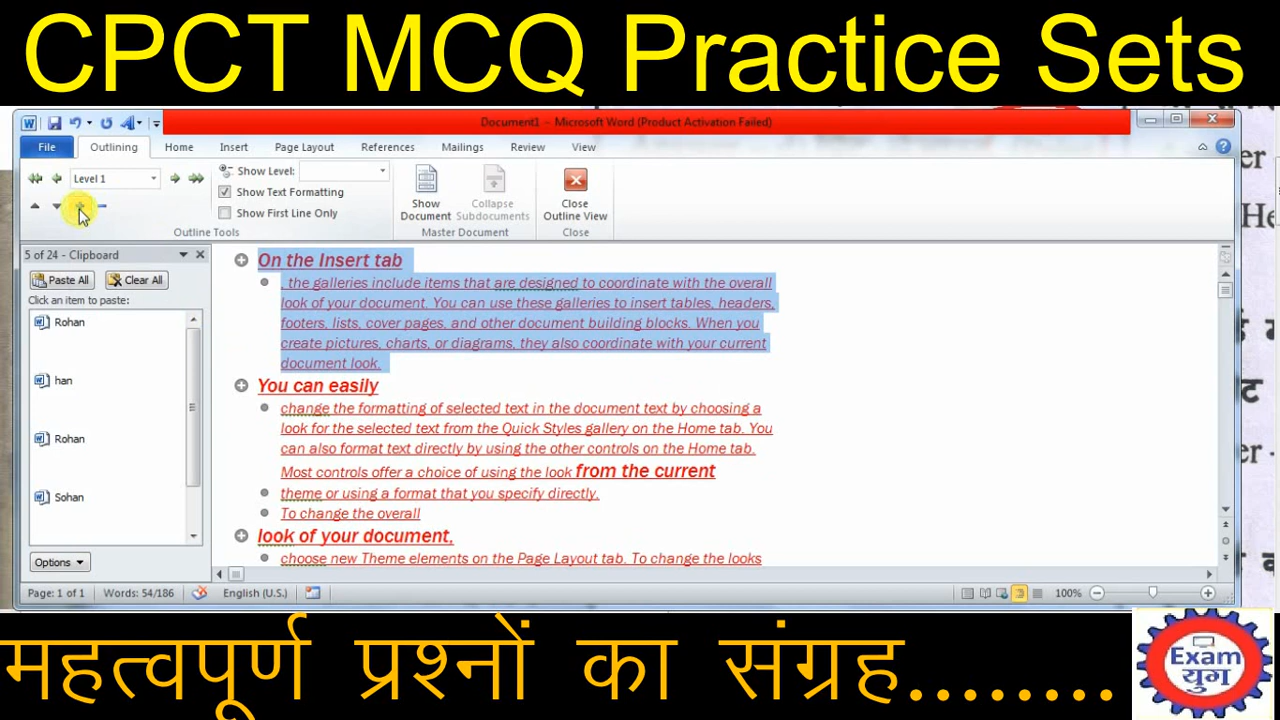 CPCT MCQ Practice Sets
Document1 - Microsoft Word (Product Activation Failed)
File Outlining Home Insert Page Layout References Mailings Review View
Level 1
Show Level:
Show Text Formatting
Show First Line Only
Outline Tools
Show Document
Collapse Subdocuments
Master Document
Close Outline View
Close
5 of 24 - Clipboard
Paste All Clear All
Click an item to paste:
Rohan
han
Rohan
Sohan
Options
On the Insert tab
, the galleries include items that are designed to coordinate with the overall
look of your document. You can use these galleries to insert tables, headers,
footers, lists, cover pages, and other document building blocks. When you
create pictures, charts, or diagrams, they also coordinate with your current
document look.
You can easily
change the formatting of selected text in the document text by choosing a
look for the selected text from the Quick Styles gallery on the Home tab. You
can also format text directly by using the other controls on the Home tab.
Most controls offer a choice of using the look from the current
theme or using a format that you specify directly.
To change the overall
look of your document,
choose new Theme elements on the Page Layout tab. To change the looks
Page: 1 of 1 Words: 54/186 English (U.S.) 100%
महत्वपूर्ण प्रश्नों का संग्रह........
Exam
युग